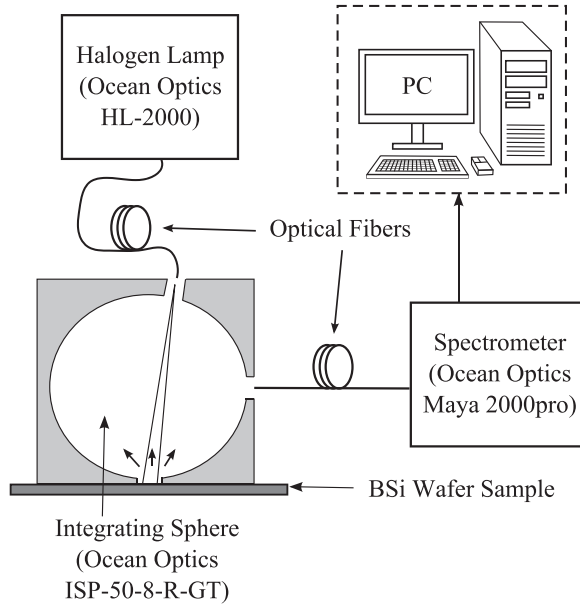 Halogen Lamp
(Ocean Optics
HL-2000)
PC
Optical Fibers
Spectrometer
(Ocean Optics
Maya 2000pro)
BSi Wafer Sample
Integrating Sphere
(Ocean Optics
ISP-50-8-R-GT)